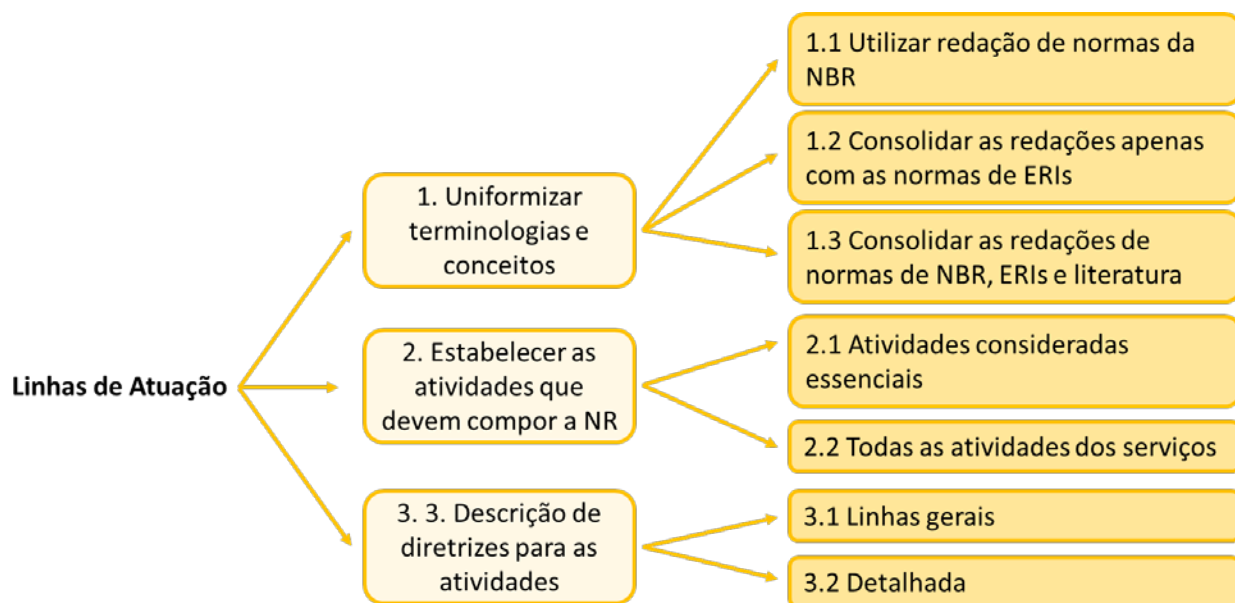 Linhas de Atuação
1. Uniformizar
terminologias e
conceitos
1.1 Utilizar redação de normas da
NBR
1.2 Consolidar as redações apenas
com as normas de ERIs
1.3 Consolidar as redações de
normas de NBR, ERIs e literatura
2. Estabelecer as
atividades que
devem compor a NR
2.1 Atividades consideradas
essenciais
2.2 Todas as atividades dos serviços
3. 3. Descrição de
diretrizes para as
atividades
3.1 Linhas gerais
3.2 Detalhada